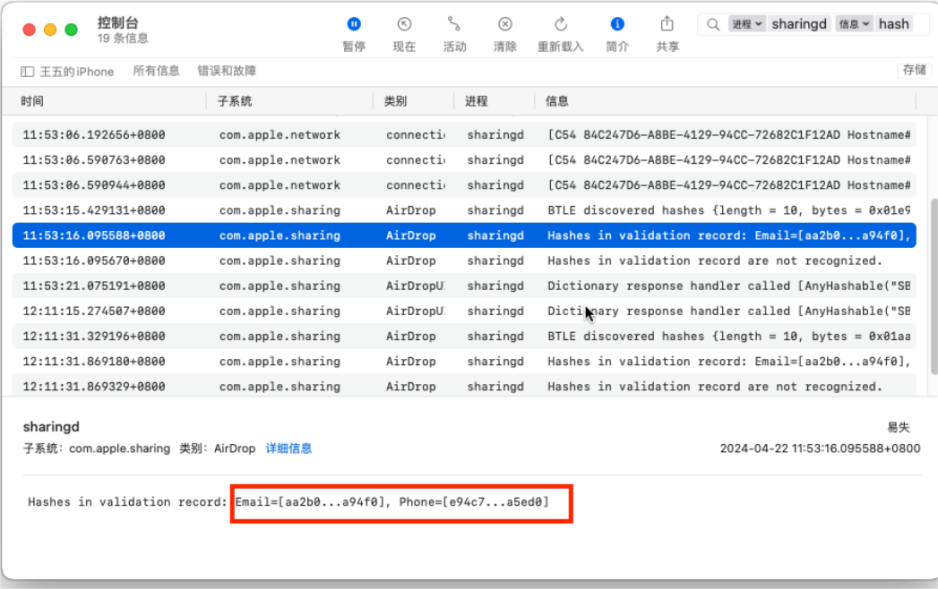 控制台
19 条信息
暂停 现在 活动 清除 重新载入 简介 共享
进程 sharingd 信息 hash
王五的iPhone 所有信息 错误和故障 存储
时间 子系统 类别 进程 信息
11:53:06.192656+0800 com.apple.network connecti sharingd [C54 84C247D6-A8BE-4129-94CC-72682C1F12AD Hostname#
11:53:06.590763+0800 com.apple.network connecti sharingd [C54 84C247D6-A8BE-4129-94CC-72682C1F12AD Hostname#
11:53:06.590944+0800 com.apple.network connecti sharingd [C54 84C247D6-A8BE-4129-94CC-72682C1F12AD Hostname#
11:53:15.429131+0800 com.apple.sharing AirDrop sharingd BTLE discovered hashes {length = 10, bytes = 0x01e9
11:53:16.095588+0800 com.apple.sharing AirDrop sharingd Hashes in validation record: Email=[aa2b0...a94f0],
11:53:16.095670+0800 com.apple.sharing AirDrop sharingd Hashes in validation record are not recognized.
11:53:21.075191+0800 com.apple.sharing AirDropU sharingd Dictionary response handler called [AnyHashable("SB
12:11:15.274507+0800 com.apple.sharing AirDropU sharingd Dictionary response handler called [AnyHashable("SB
12:11:31.329196+0800 com.apple.sharing AirDrop sharingd BTLE discovered hashes {length = 10, bytes = 0x01aa
12:11:31.869180+0800 com.apple.sharing AirDrop sharingd Hashes in validation record: Email=[aa2b0...a94f0],
12:11:31.869329+0800 com.apple.sharing AirDrop sharingd Hashes in validation record are not recognized.
sharingd 易失
子系统: com.apple.sharing 类别: AirDrop 详细信息 2024-04-22 11:53:16.095588+0800
Hashes in validation record: Email=[aa2b0...a94f0], Phone=[e94c7...a5ed0]